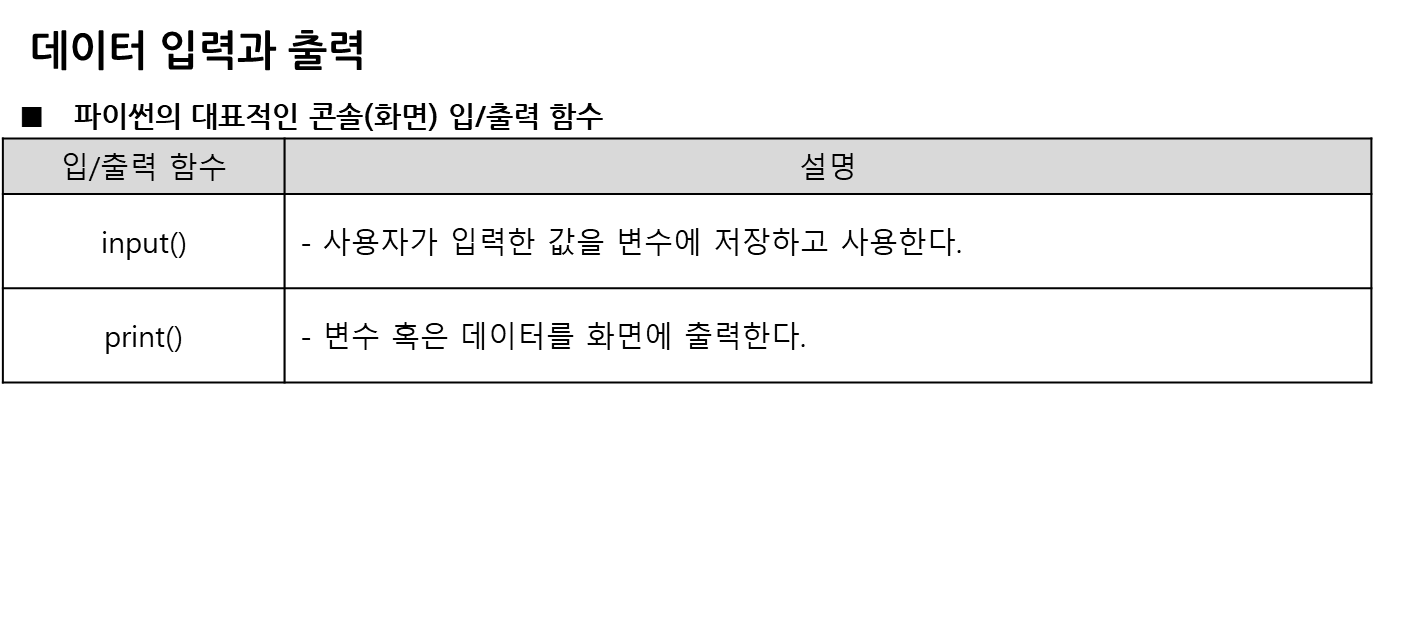 데이터 입력과 출력
■ 파이썬의 대표적인 콘솔(화면) 입/출력 함수
입/출력 함수 설명
input() - 사용자가 입력한 값을 변수에 저장하고 사용한다.
print() - 변수 혹은 데이터를 화면에 출력한다.